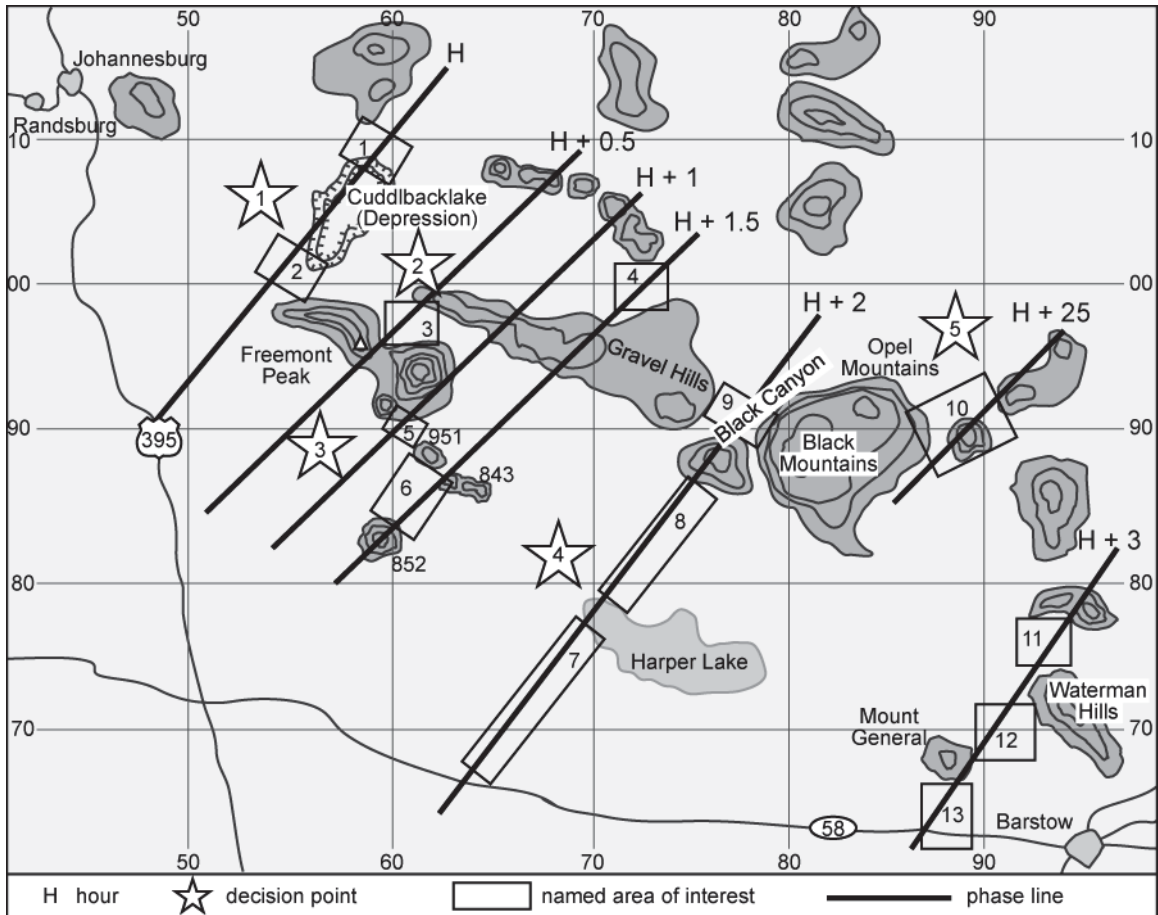 50 60 70 80 90
Johannesburg
Randsburg
H
10 10
1
H + 0.5
H + 1
1
Cuddlbacklake
(Depression)
H + 1.5
2
2
4
00 00
3
H + 2
5
H + 25
Freemont
Peak
Gravel Hills
Opel
Mountains
9
Black Canyon
10
395
90 90
3
5
951
Black
Mountains
6
843
8
852
4
H + 3
80 80
7
Harper Lake
11
Waterman
Hills
Mount
General
70 70
12
13
58
Barstow
50 60 70 80 90
H hour decision point named area of interest phase line